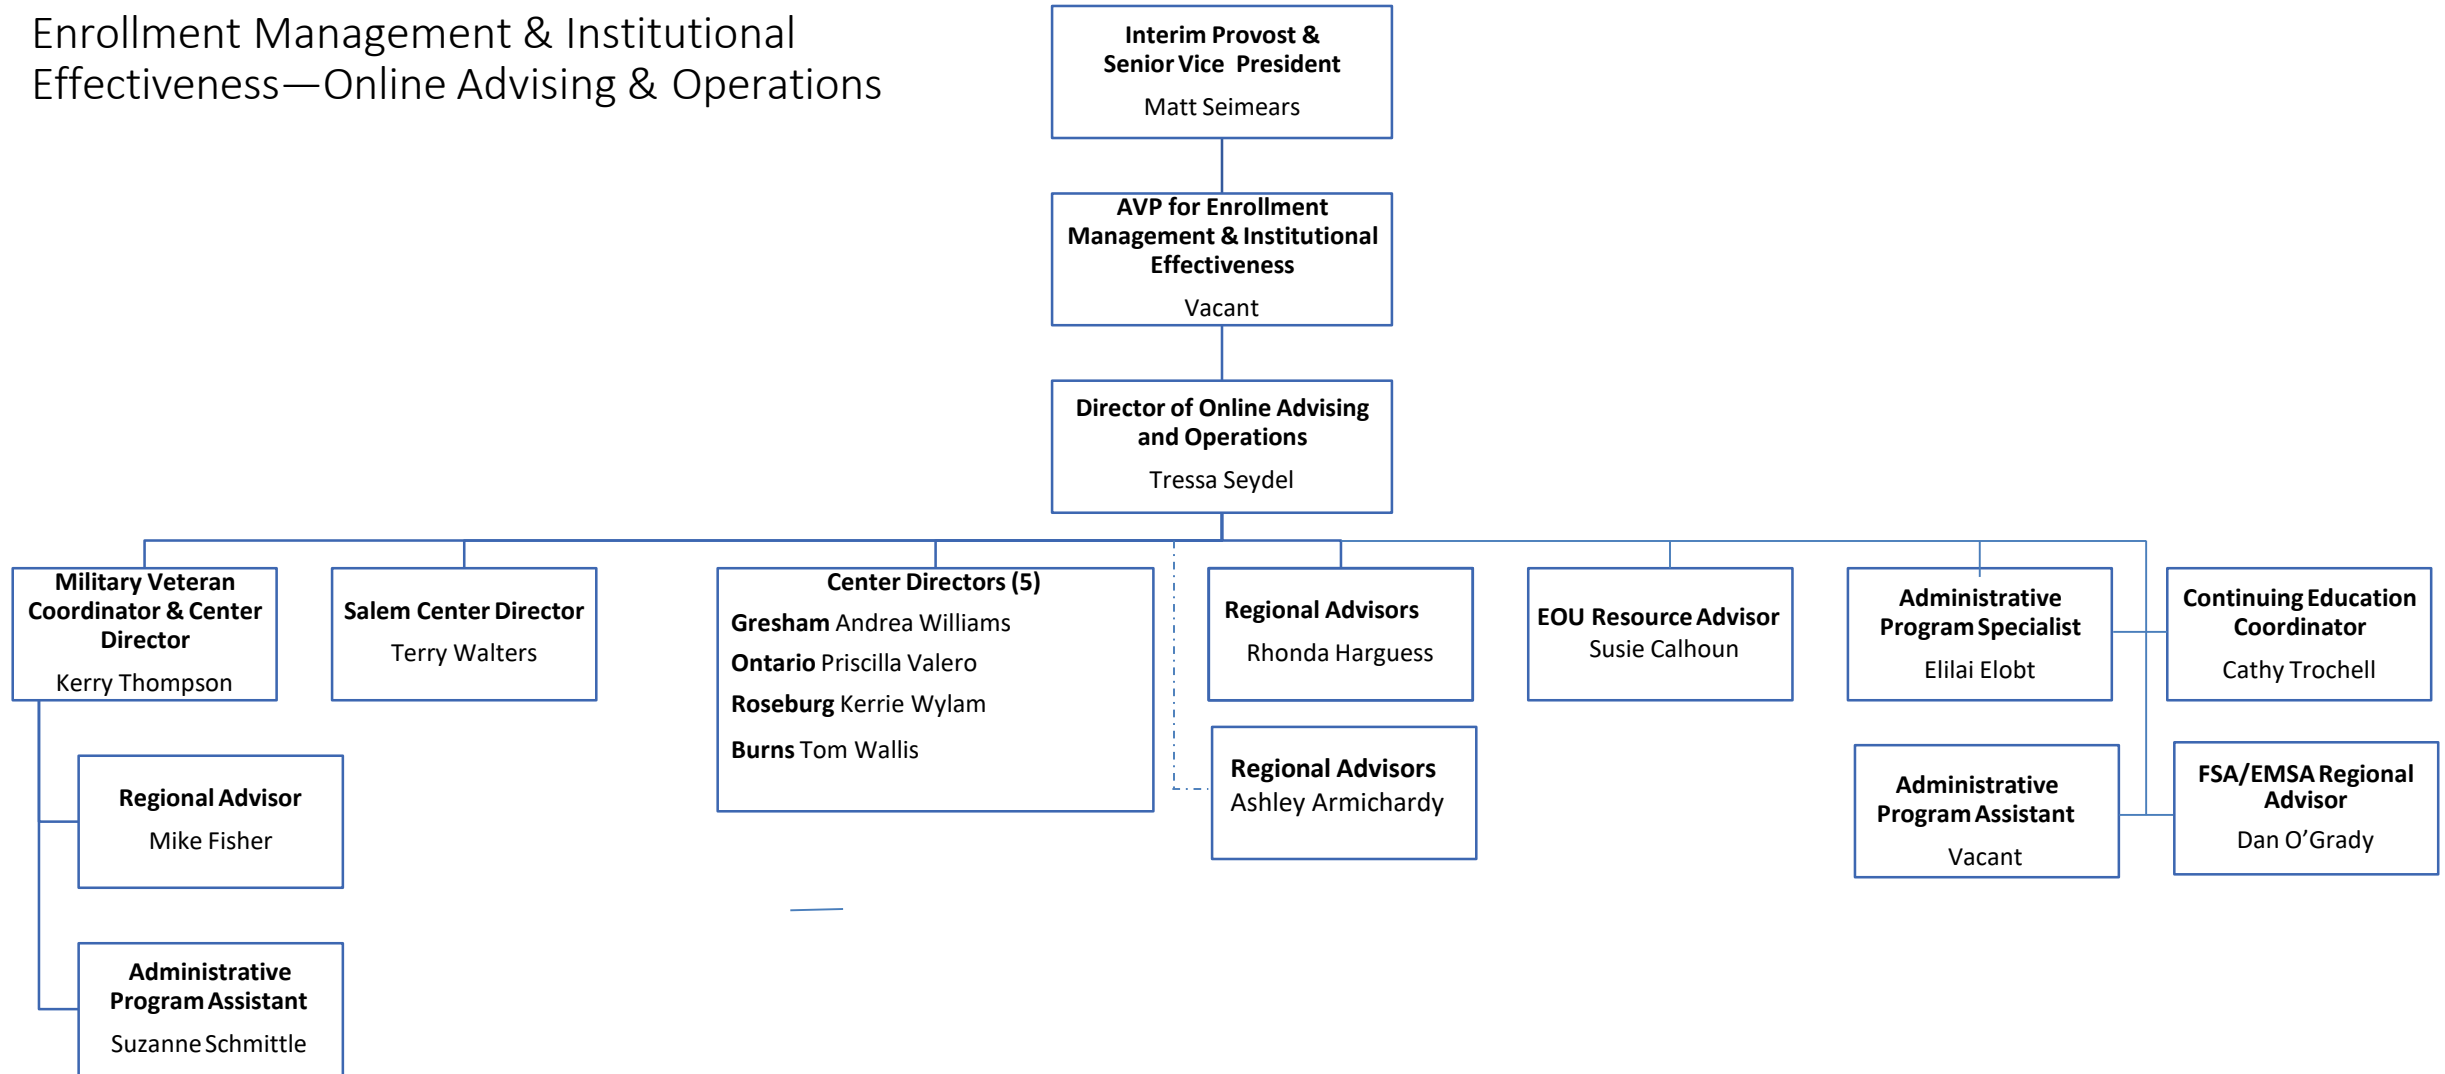 Enrollment Management & Institutional
Effectiveness—Online Advising & Operations
Interim Provost &
Senior Vice President
Matt Seimears
AVP for Enrollment
Management & Institutional
Effectiveness
Vacant
Director of Online Advising
and Operations
Tressa Seydel
Military Veteran
Coordinator & Center
Director
Kerry Thompson
Salem Center Director
Terry Walters
Center Directors (5)
Gresham Andrea Williams
Ontario Priscilla Valero
Roseburg Kerrie Wylam
Burns Tom Wallis
Regional Advisors
Rhonda Harguess
EOU Resource Advisor
Susie Calhoun
Administrative
Program Specialist
Elilai Elobt
Continuing Education
Coordinator
Cathy Trochell
Regional Advisor
Mike Fisher
Regional Advisors
Ashley Armichardy
Administrative
Program Assistant
Vacant
FSA/EMSA Regional
Advisor
Dan O’Grady
Administrative
Program Assistant
Suzanne Schmittle